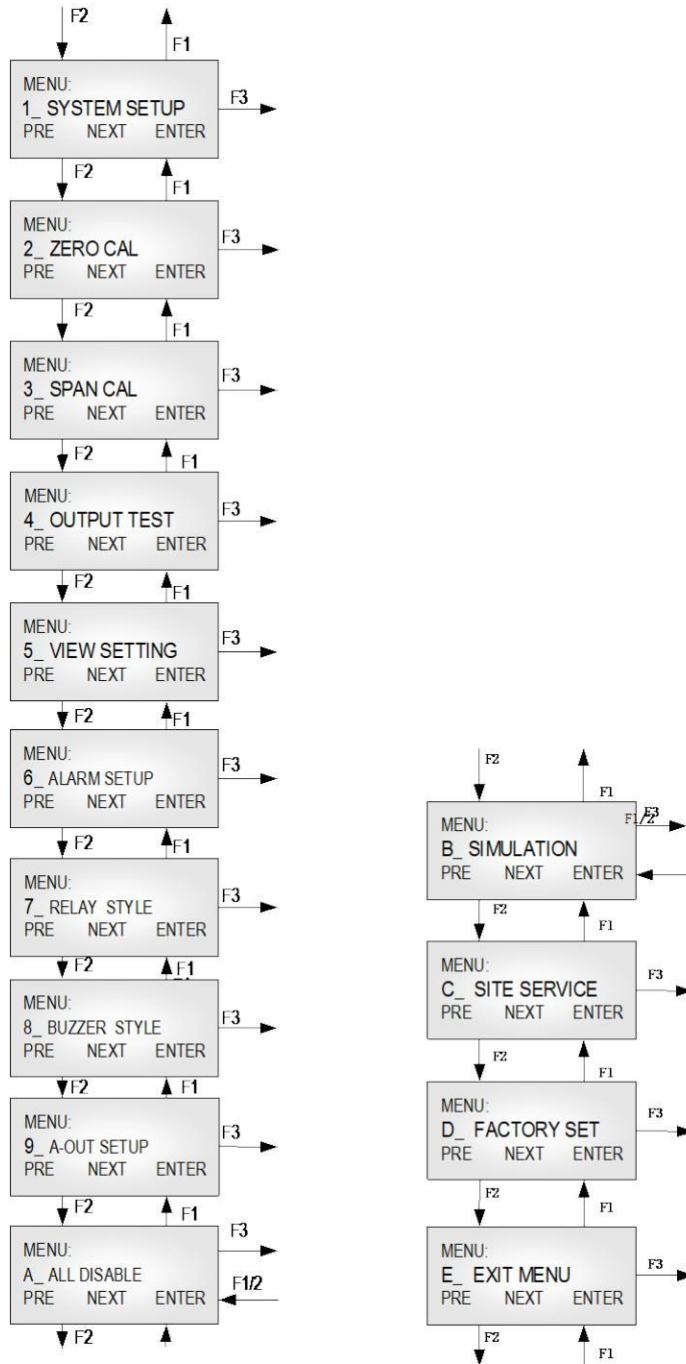 F2 F1
MENU:
1_ SYSTEM SETUP
PRE NEXT ENTER
F3
F2 F1
MENU:
2_ ZERO CAL
PRE NEXT ENTER
F3
F2 F1
MENU:
3_ SPAN CAL
PRE NEXT ENTER
F3
F2 F1
MENU:
4_ OUTPUT TEST
PRE NEXT ENTER
F3
F2 F1
MENU:
5_ VIEW SETTING
PRE NEXT ENTER
F3
F2 F1
MENU:
6_ ALARM SETUP
PRE NEXT ENTER
F3
F2 F1
MENU:
7_ RELAY STYLE
PRE NEXT ENTER
F3
F2 F1
MENU:
8_ BUZZER STYLE
PRE NEXT ENTER
F3
F2 F1
MENU:
9_ A-OUT SETUP
PRE NEXT ENTER
F3
F2 F1
MENU:
A_ ALL DISABLE
PRE NEXT ENTER
F3
F1/2
F2
F2 F1
MENU:
B_ SIMULATION
PRE NEXT ENTER
F3
F1/2
F2 F1
MENU:
C_ SITE SERVICE
PRE NEXT ENTER
F3
F2 F1
MENU:
D_ FACTORY SET
PRE NEXT ENTER
F3
F2 F1
MENU:
E_ EXIT MENU
PRE NEXT ENTER
F3
F2 F1